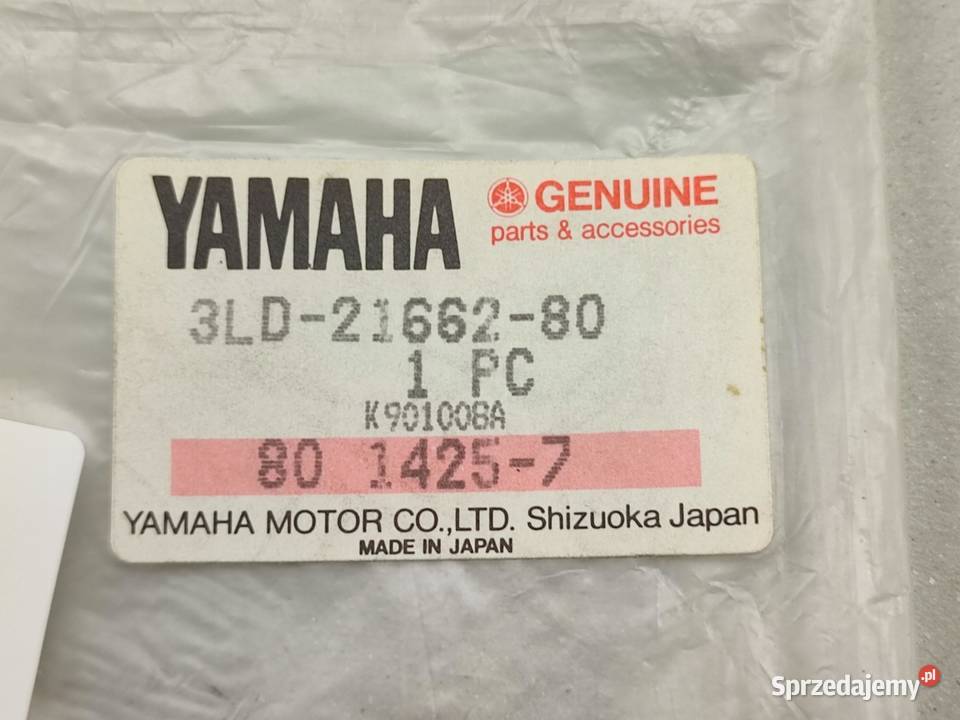 YAMAHA
GENUINE
parts & accessories
3LD-21662-80
1 PC
K901008A
80 1425-7
YAMAHA MOTOR CO.,LTD. Shizuoka Japan
MADE IN JAPAN
Sprzedajemy.pl